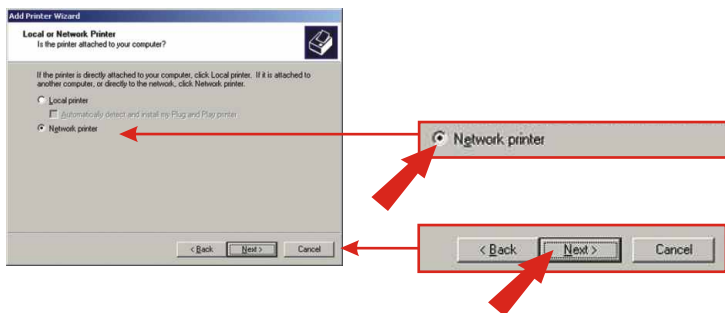 Add Printer Wizard
Local or Network Printer
Is the printer attached to your computer?
If the printer is directly attached to your computer, click Local printer. If it is attached to
another computer, or directly to the network, click Network printer.
Local printer
Automatically detect and install my Plug and Play printer
Network printer
< Back Next > Cancel
Network printer
< Back Next > Cancel